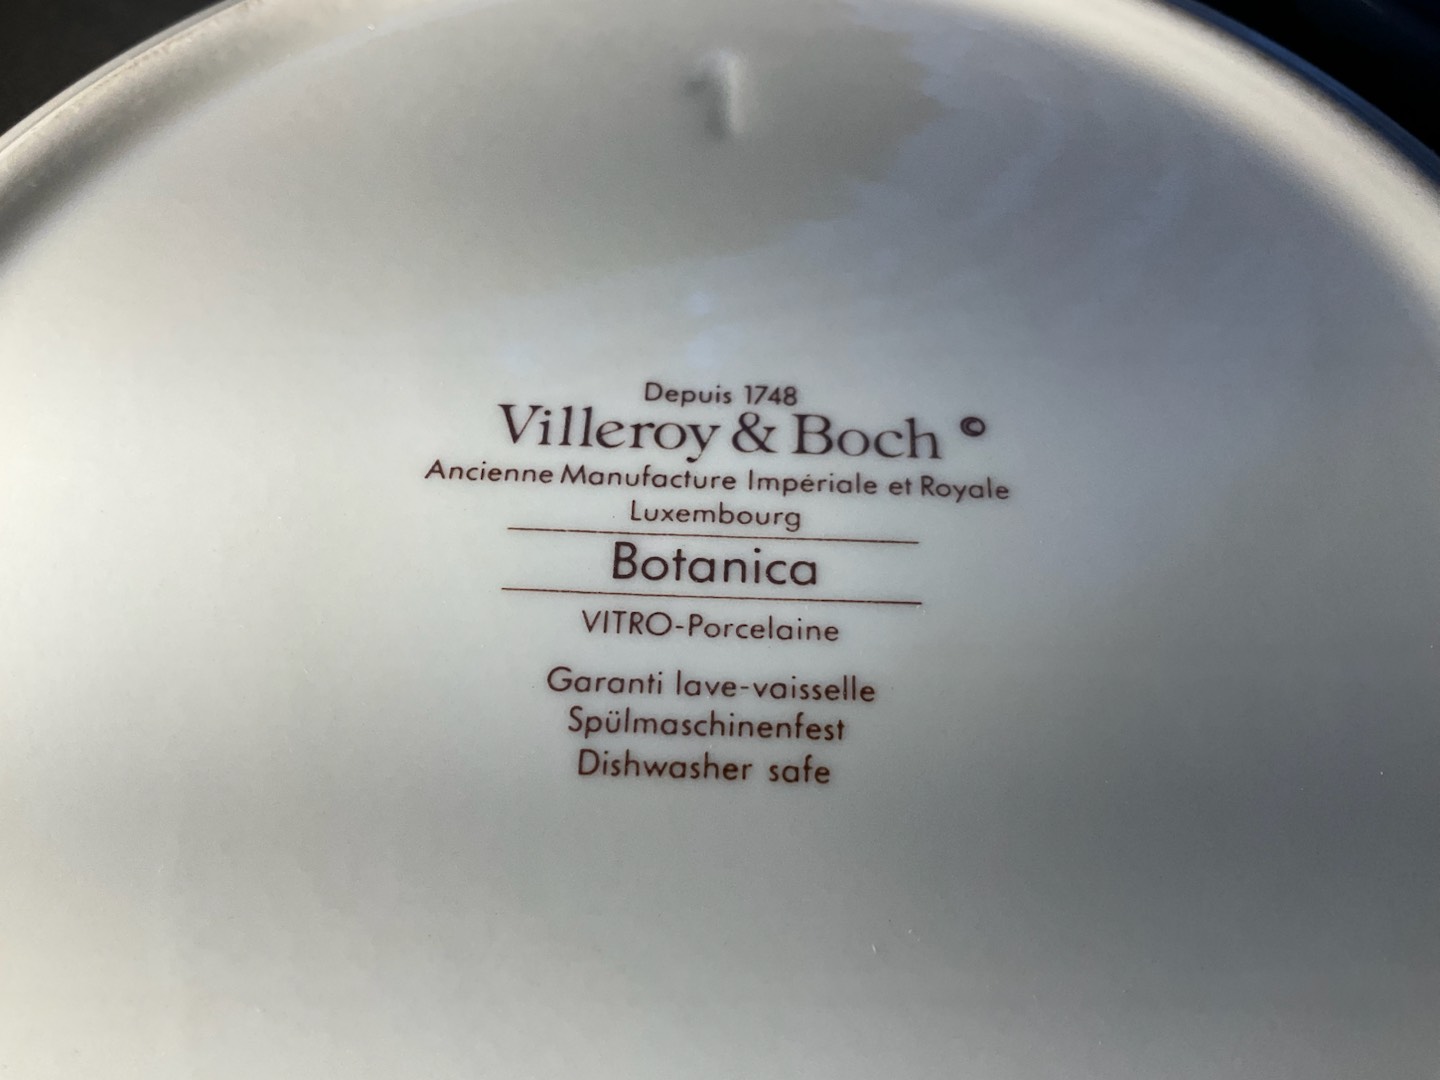 1
Depuis 1748
Villeroy & Boch ©
Ancienne Manufacture Impériale et Royale
Luxembourg
Botanica
VITRO-Porcelaine
Garanti lave-vaisselle
Spülmaschinenfest
Dishwasher safe